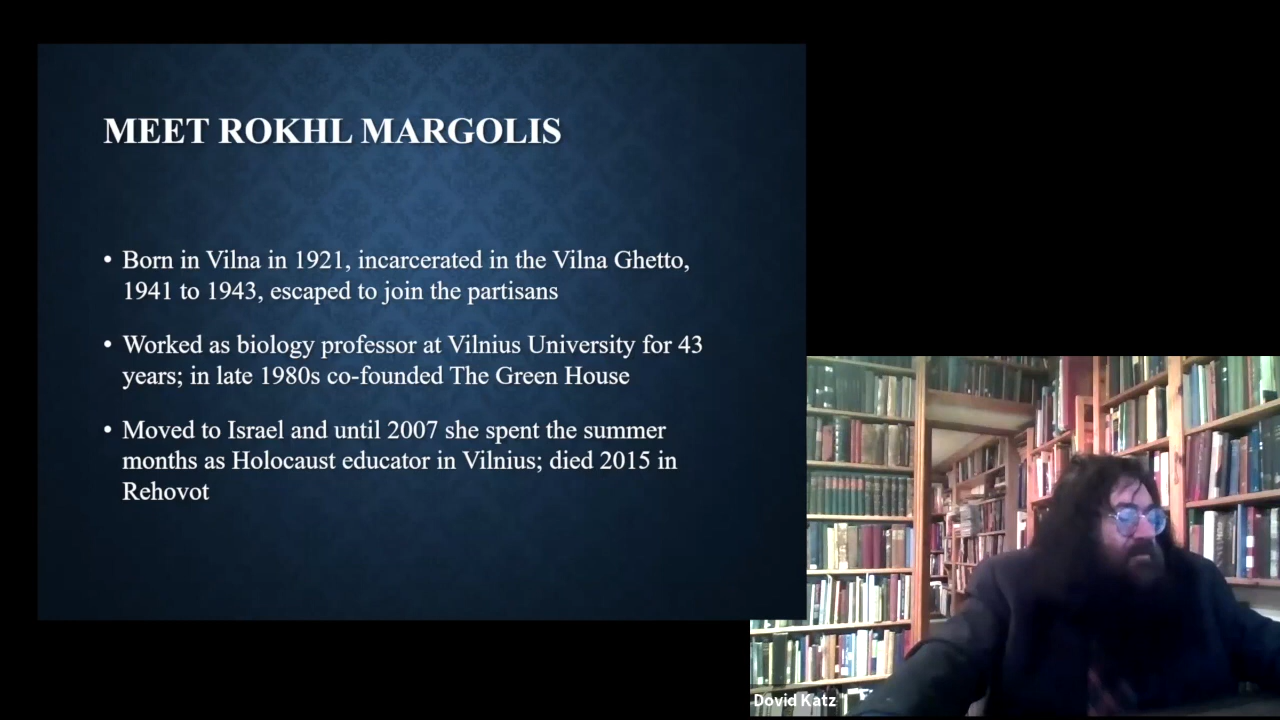 MEET ROKHL MARGOLIS
• Born in Vilna in 1921, incarcerated in the Vilna Ghetto,
1941 to 1943, escaped to join the partisans
• Worked as biology professor at Vilnius University for 43
years; in late 1980s co-founded The Green House
• Moved to Israel and until 2007 she spent the summer
months as Holocaust educator in Vilnius; died 2015 in
Rehovot
Dovid Katz